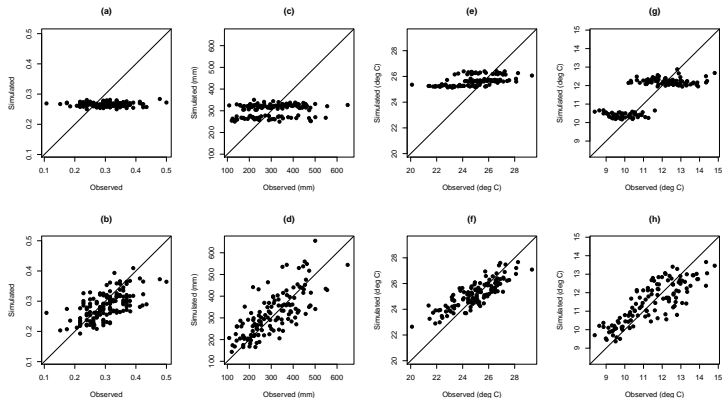 (a)
Simulated
0.1 0.2 0.3 0.4 0.5
0.1 0.2 0.3 0.4 0.5
Observed
(c)
Simulated (mm)
100 200 300 400 500 600
100 200 300 400 500 600
Observed (mm)
(e)
Simulated (deg C)
20 22 24 26 28
20 22 24 26 28
Observed (deg C)
(g)
Simulated (deg C)
10 11 12 13 14 15
9 10 11 12 13 14 15
Observed (deg C)
(b)
Simulated
0.1 0.2 0.3 0.4 0.5
0.1 0.2 0.3 0.4 0.5
Observed
(d)
Simulated (mm)
100 200 300 400 500 600
100 200 300 400 500 600
Observed (mm)
(f)
Simulated (deg C)
20 22 24 26 28
20 22 24 26 28
Observed (deg C)
(h)
Simulated (deg C)
10 11 12 13 14 15
9 10 11 12 13 14 15
Observed (deg C)